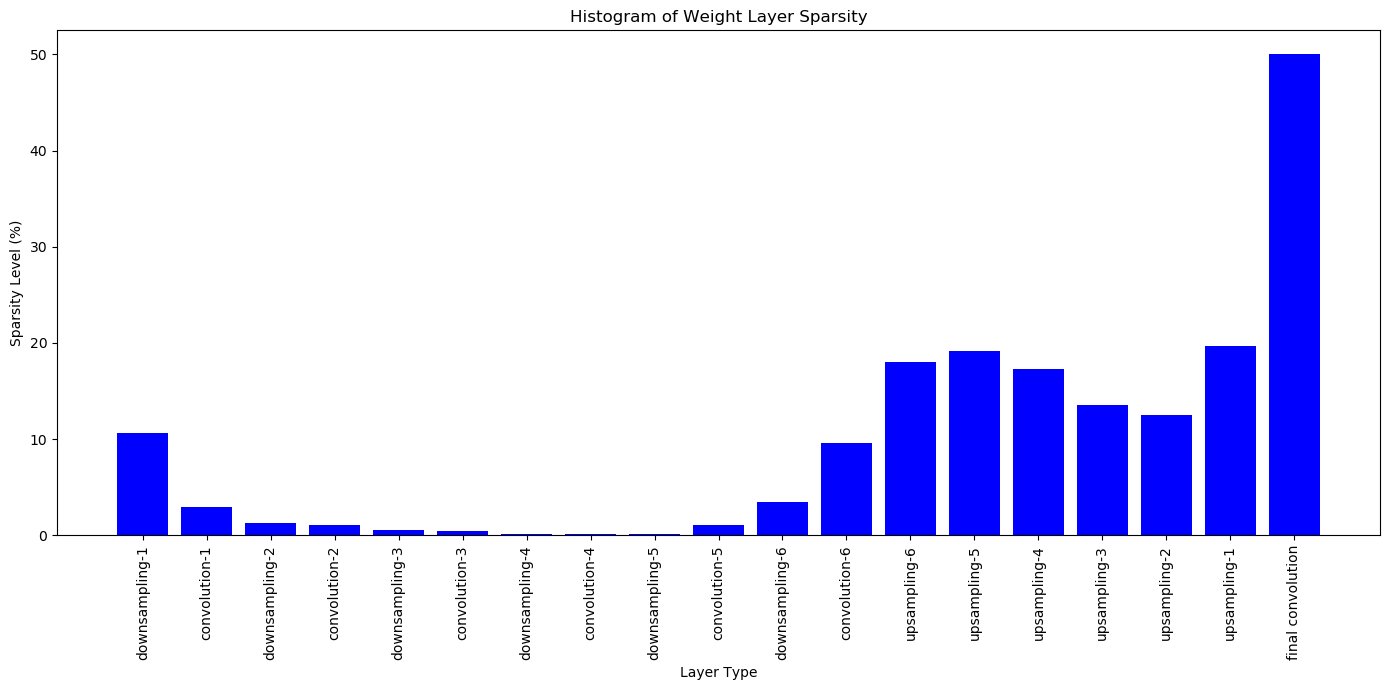 Histogram of Weight Layer Sparsity
Sparsity Level (%)
50
40
30
20
10
0
downsampling-1
convolution-1
downsampling-2
convolution-2
downsampling-3
convolution-3
downsampling-4
convolution-4
downsampling-5
convolution-5
downsampling-6
convolution-6
upsampling-6
upsampling-5
upsampling-4
upsampling-3
upsampling-2
upsampling-1
final convolution
Layer Type